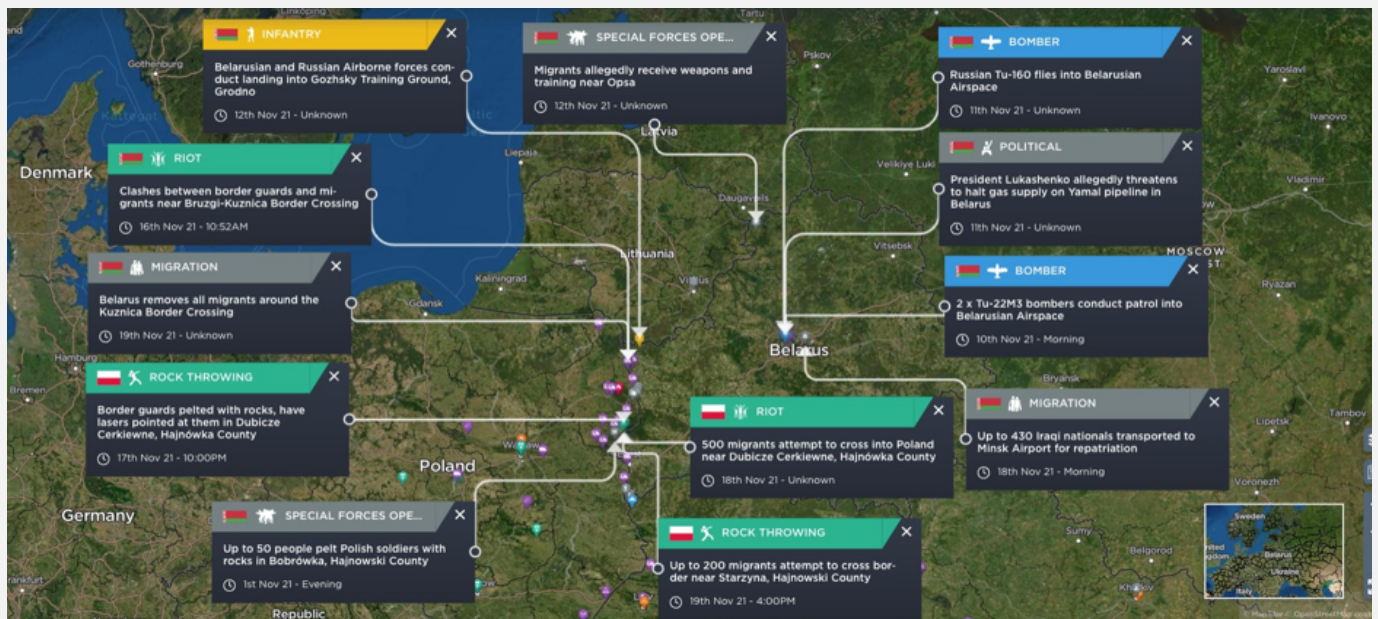 INFANTRY
Belarusian and Russian Airborne forces con-
duct landing into Gozhsky Training Ground,
Grodno
12th Nov 21 - Unknown
SPECIAL FORCES OPE...
Migrants allegedly receive weapons and
training near Opsa
12th Nov 21 - Unknown
BOMBER
Russian Tu-160 flies into Belarusian
Airspace
11th Nov 21 - Unknown
RIOT
Clashes between border guards and mi-
grants near Bruzgi-Kuznica Border Crossing
16th Nov 21 - 10:52AM
POLITICAL
President Lukashenko allegedly threatens
to halt gas supply on Yamal pipeline in
Belarus
11th Nov 21 - Unknown
MIGRATION
Belarus removes all migrants around the
Kuznica Border Crossing
19th Nov 21 - Unknown
BOMBER
2 x Tu-22M3 bombers conduct patrol into
Belarusian Airspace
10th Nov 21 - Morning
ROCK THROWING
Border guards pelted with rocks, have
lasers pointed at them in Dubicze
Cerkiewne, Hajnówka County
17th Nov 21 - 10:00PM
RIOT
500 migrants attempt to cross into Poland
near Dubicze Cerkiewne, Hajnówka County
18th Nov 21 - Unknown
MIGRATION
Up to 430 Iraqi nationals transported to
Minsk Airport for repatriation
18th Nov 21 - Morning
SPECIAL FORCES OPE...
Up to 50 people pelt Polish soldiers with
rocks in Bobrówka, Hajnowski County
1st Nov 21 - Evening
ROCK THROWING
Up to 200 migrants attempt to cross bor-
der near Starzyna, Hajnowski County
19th Nov 21 - 4:00PM
Linköping
Tartu
Gothenburg
Pskov
Yaroslavl
Kattegat
Ivanovo
Latvia
Liepaja
Velikiye Luki
Denmark
Vladimir
Daugavpils
MOSCOW
Vitsebsk
Lithuania
Kaliningrad
Vilnius
Ryazan
Gdansk
Belarus
Hamburg
Bryansk
Bremen
Lipetsk
Tambov
Warsaw
Poland
Voronezh
Germany
Sumy
Belgorod
Republic
Sweden
Belarus
Ukraine
Italy